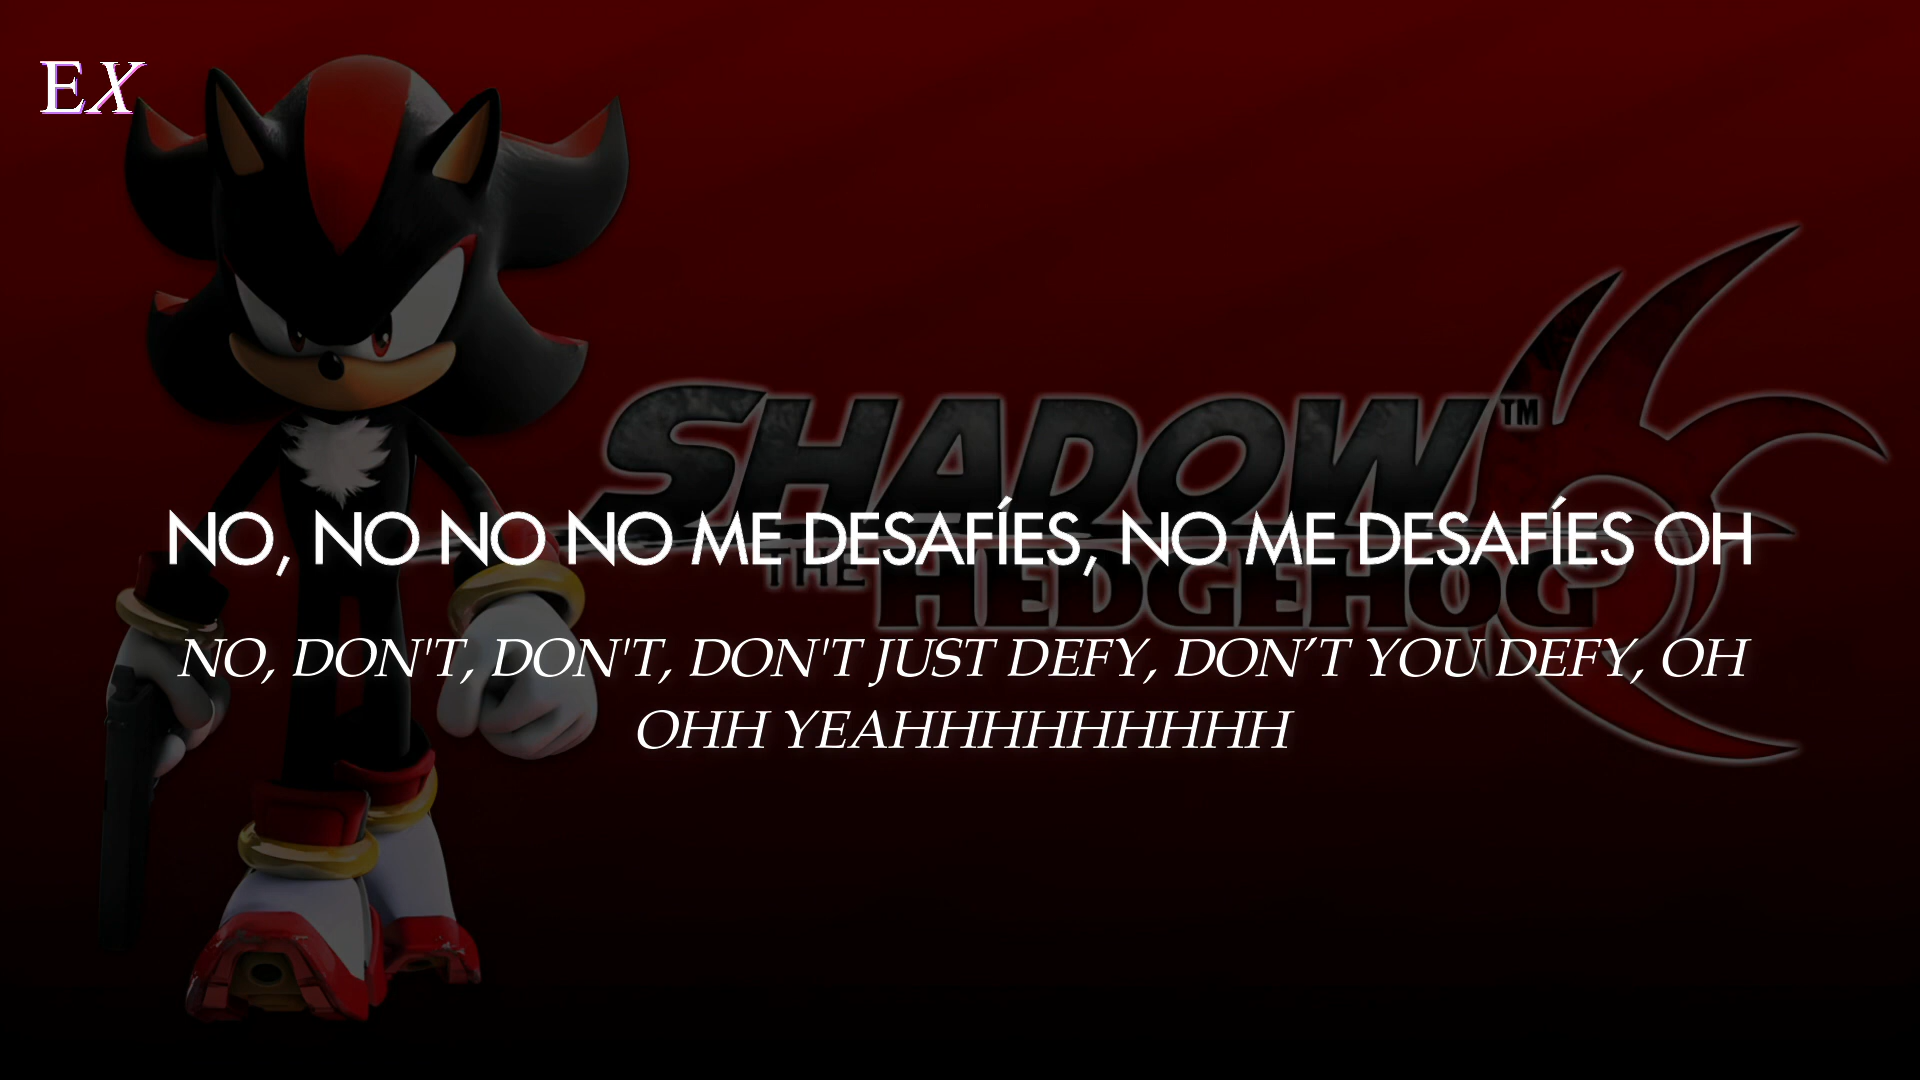 EX
SHADOW™
NO, NO NO NO ME DESAFÍES, NO ME DESAFÍES OH
THE HEDGEHOG
NO, DON'T, DON'T, DON'T JUST DEFY, DON’T YOU DEFY, OH
OHH YEAHHHHHHHHHH